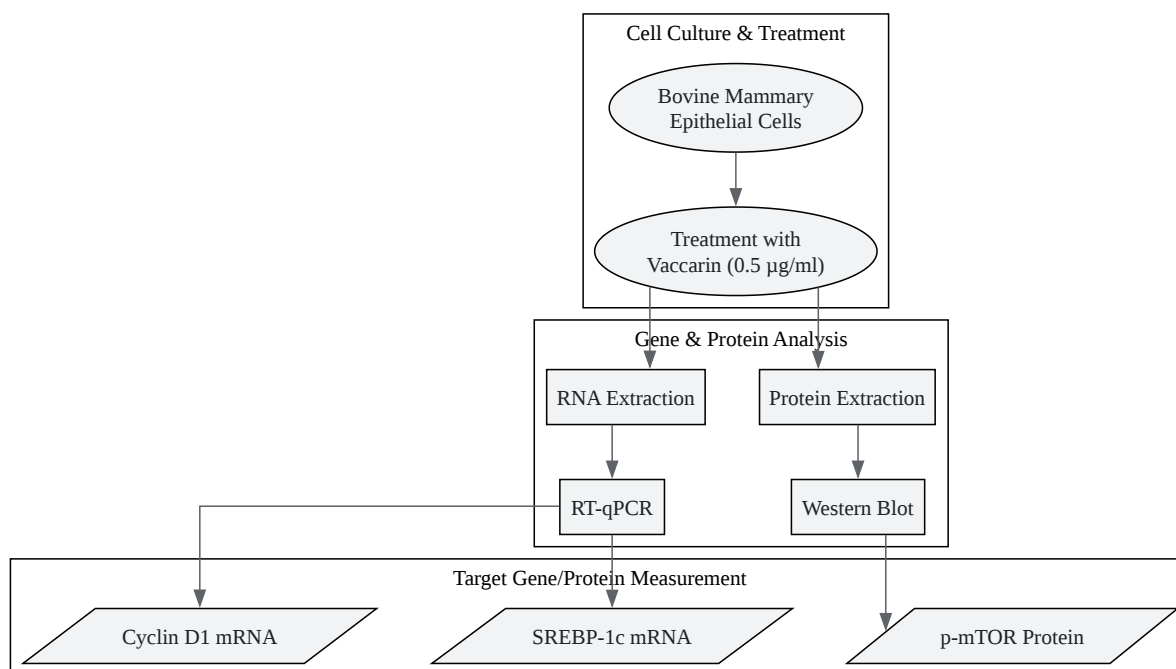 Cell Culture & Treatment
Bovine Mammary
Epithelial Cells
Treatment with
Vaccarin (0.5 µg/ml)
Gene & Protein Analysis
RNA Extraction
Protein Extraction
RT-qPCR
Western Blot
Target Gene/Protein Measurement
Cyclin D1 mRNA
SREBP-1c mRNA
p-mTOR Protein